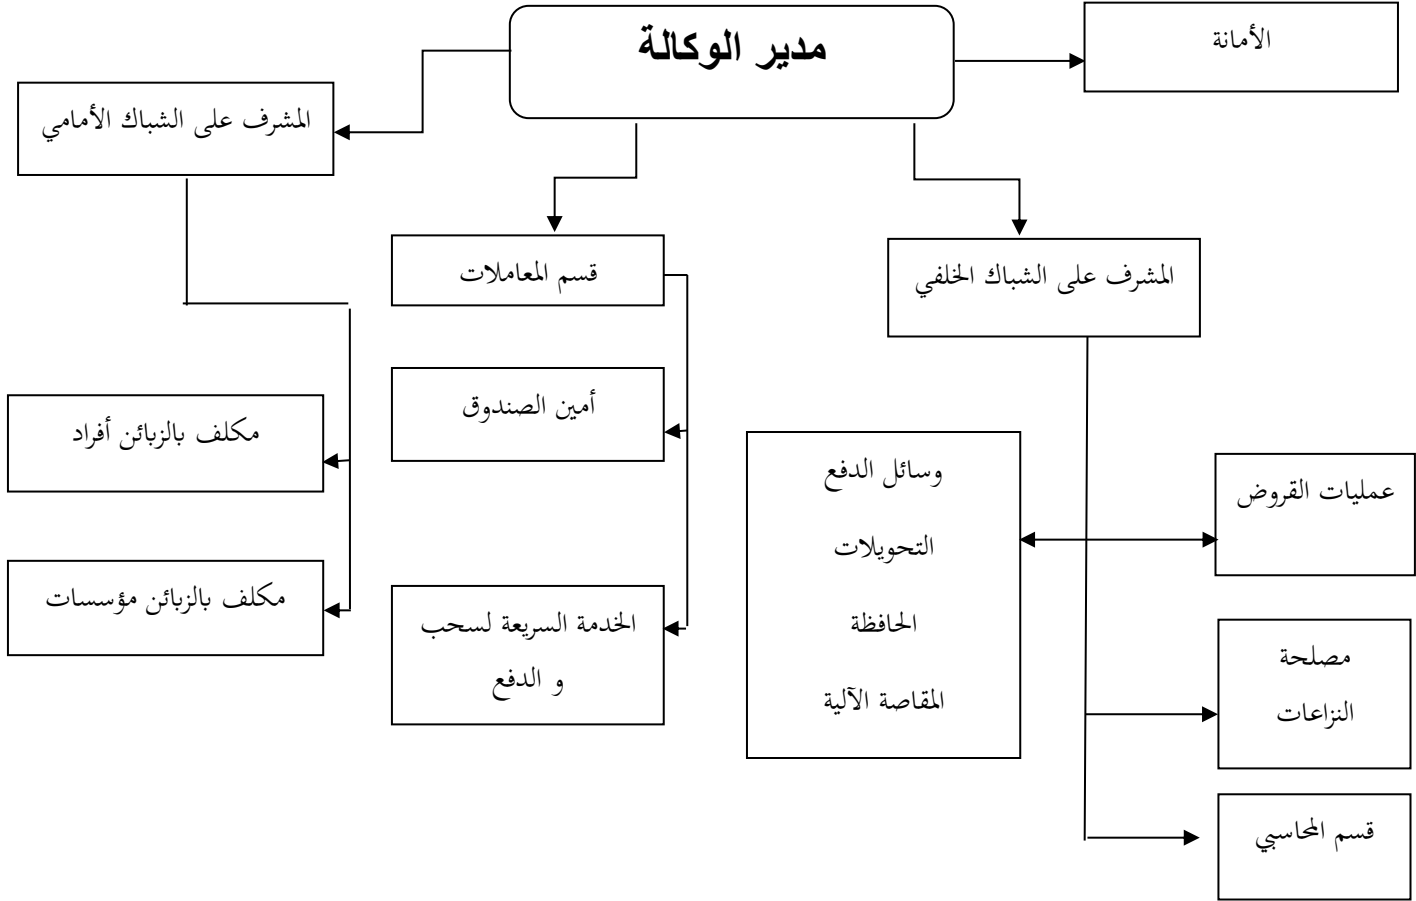 مدير الوكالة
الأمانة
المشرف على الشباك الأمامي
قسم المعاملات
المشرف على الشباك الخلفي
أمين الصندوق
مكلف بالزبائن أفراد
وسائل الدفع
التحويلات
الحافظة
المقاصة الآلية
عمليات القروض
مكلف بالزبائن مؤسسات
الخدمة السريعة لسحب
و الدفع
مصلحة
النزاعات
قسم المحاسبي